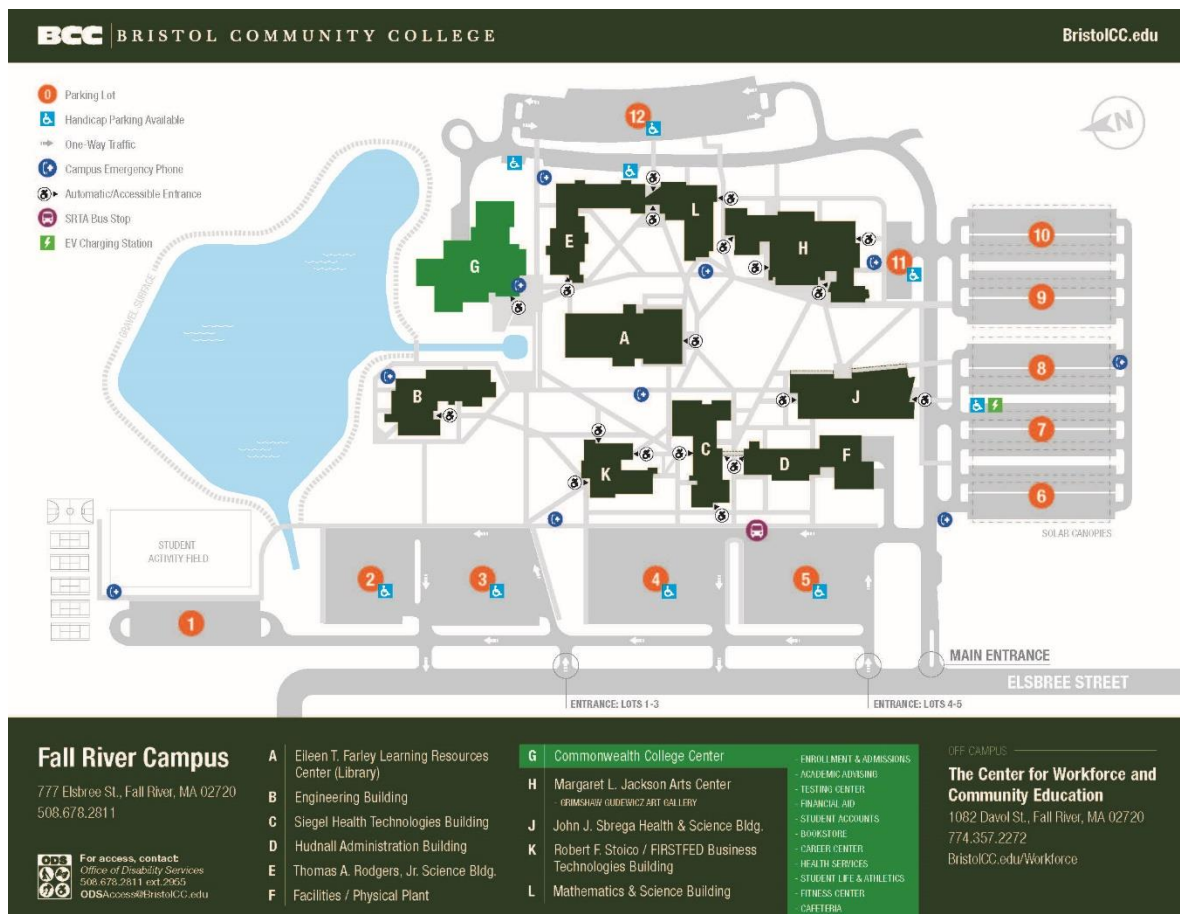 BCC | BRISTOL COMMUNITY COLLEGE
BristolCC.edu
0 Parking Lot
Handicap Parking Available
One-Way Traffic
Campus Emergency Phone
Automatic/Accessible Entrance
SRTA Bus Stop
EV Charging Station
N
12
GRAVEL SURFACE
G
E
L
H
11
10
9
A
8
B
J
7
C
D
F
K
6
SOLAR CANOPIES
STUDENT
ACTIVITY FIELD
1
2
3
4
5
MAIN ENTRANCE
ELSBREE STREET
ENTRANCE: LOTS 1-3
ENTRANCE: LOTS 4-5
Fall River Campus
777 Elsbree St., Fall River, MA 02720
508.678.2811
ODS
For access, contact:
Office of Disability Services
508.678.2811 ext.2955
ODSAccess@BristolCC.edu
A Eileen T. Farley Learning Resources
Center (Library)
B Engineering Building
C Siegel Health Technologies Building
D Hudnall Administration Building
E Thomas A. Rodgers, Jr. Science Bldg.
F Facilities / Physical Plant
G Commonwealth College Center
H Margaret L. Jackson Arts Center
- GRIMSHAW GUDEWICZ ART GALLERY
J John J. Sbrega Health & Science Bldg.
K Robert F. Stoico / FIRSTFED Business
Technologies Building
L Mathematics & Science Building
- ENROLLMENT & ADMISSIONS
- ACADEMIC ADVISING
- TESTING CENTER
- FINANCIAL AID
- STUDENT ACCOUNTS
- BOOKSTORE
- CAREER CENTER
- HEALTH SERVICES
- STUDENT LIFE & ATHLETICS
- FITNESS CENTER
- CAFETERIA
OFF CAMPUS
The Center for Workforce and
Community Education
1082 Davol St., Fall River, MA 02720
774.357.2272
BristolCC.edu/Workforce